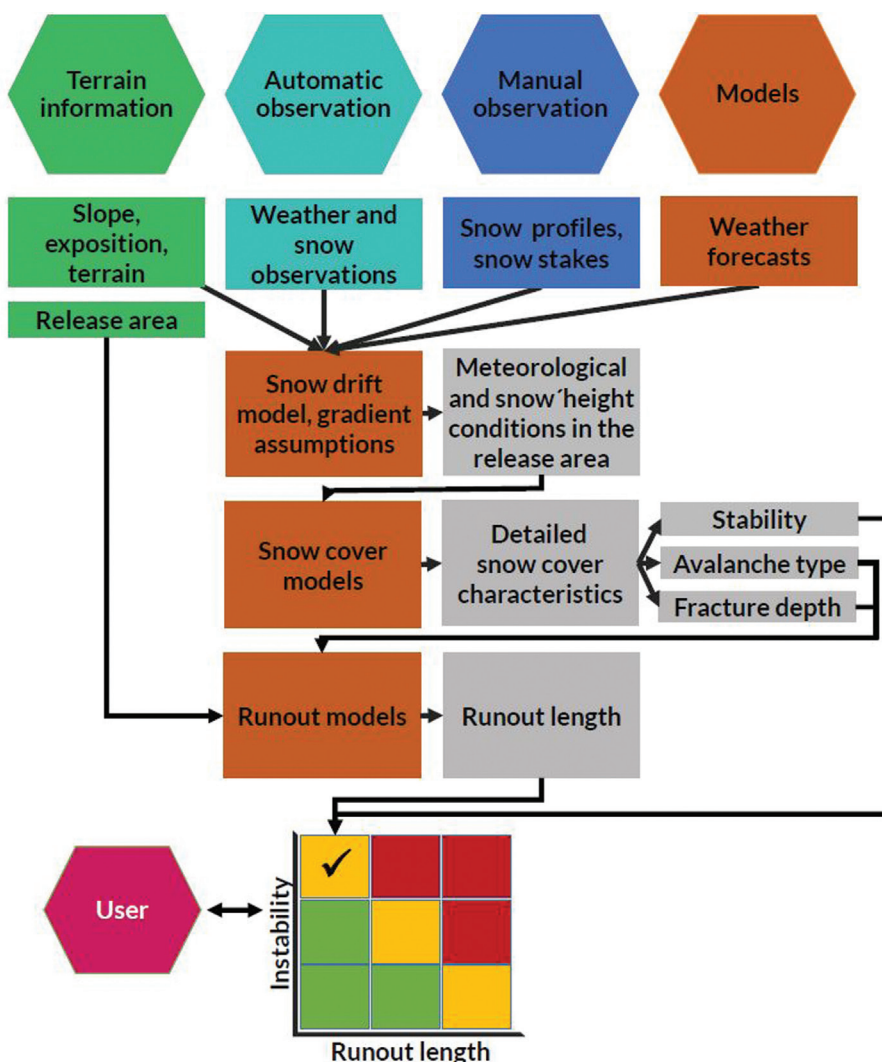 Terrain
information
Automatic
observation
Manual
observation
Models
Slope,
exposition,
terrain
Weather and
snow
observations
Snow profiles,
snow stakes
Weather
forecasts
Release area
Snow drift
model, gradient
assumptions
Meteorological
and snow´height
conditions in the
release area
Snow cover
models
Detailed
snow cover
characteristics
Stability
Avalanche type
Fracture depth
Runout models
Runout length
User
Instability
Runout length